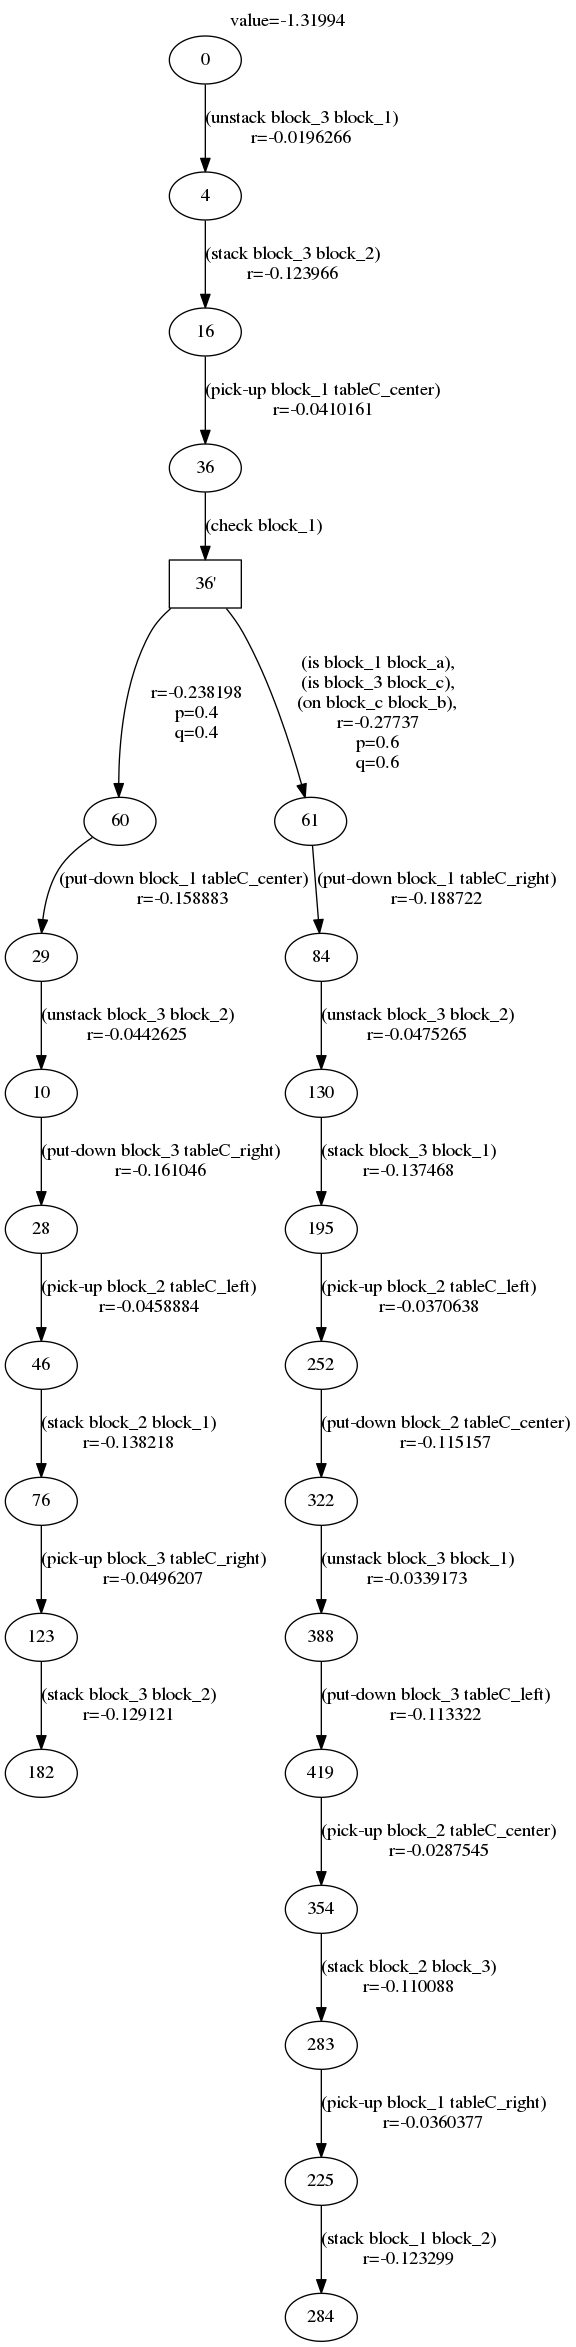 value=-1.31994
0
(unstack block_3 block_1)
r=-0.0196266
4
(stack block_3 block_2)
r=-0.123966
16
(pick-up block_1 tableC_center)
r=-0.0410161
36
(check block_1)
36'
r=-0.238198
p=0.4
q=0.4
(is block_1 block_a),
(is block_3 block_c),
(on block_c block_b),
r=-0.27737
p=0.6
q=0.6
60
61
(put-down block_1 tableC_center)
r=-0.158883
(put-down block_1 tableC_right)
r=-0.188722
29
84
(unstack block_3 block_2)
r=-0.0442625
(unstack block_3 block_2)
r=-0.0475265
10
130
(put-down block_3 tableC_right)
r=-0.161046
(stack block_3 block_1)
r=-0.137468
28
195
(pick-up block_2 tableC_left)
r=-0.0458884
(pick-up block_2 tableC_left)
r=-0.0370638
46
252
(stack block_2 block_1)
r=-0.138218
(put-down block_2 tableC_center)
r=-0.115157
76
322
(pick-up block_3 tableC_right)
r=-0.0496207
(unstack block_3 block_1)
r=-0.0339173
123
388
(stack block_3 block_2)
r=-0.129121
(put-down block_3 tableC_left)
r=-0.113322
182
419
(pick-up block_2 tableC_center)
r=-0.0287545
354
(stack block_2 block_3)
r=-0.110088
283
(pick-up block_1 tableC_right)
r=-0.0360377
225
(stack block_1 block_2)
r=-0.123299
284